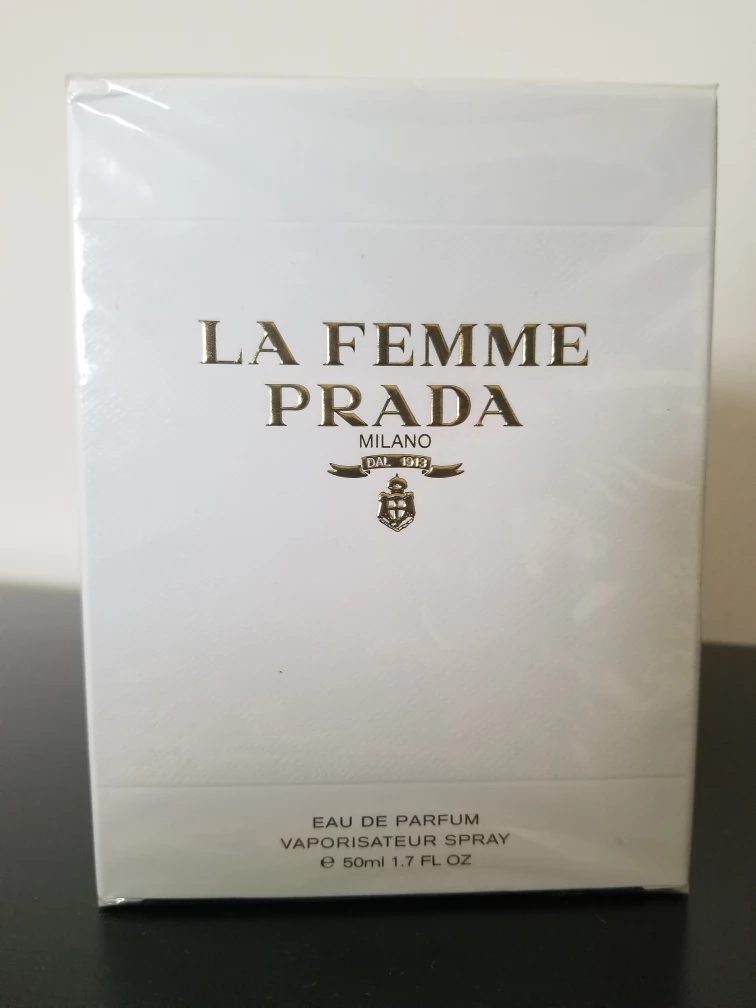 LA FEMME
PRADA
MILANO
DAL 1913
EAU DE PARFUM
VAPORISATEUR SPRAY
℮ 50ml 1.7 FL OZ